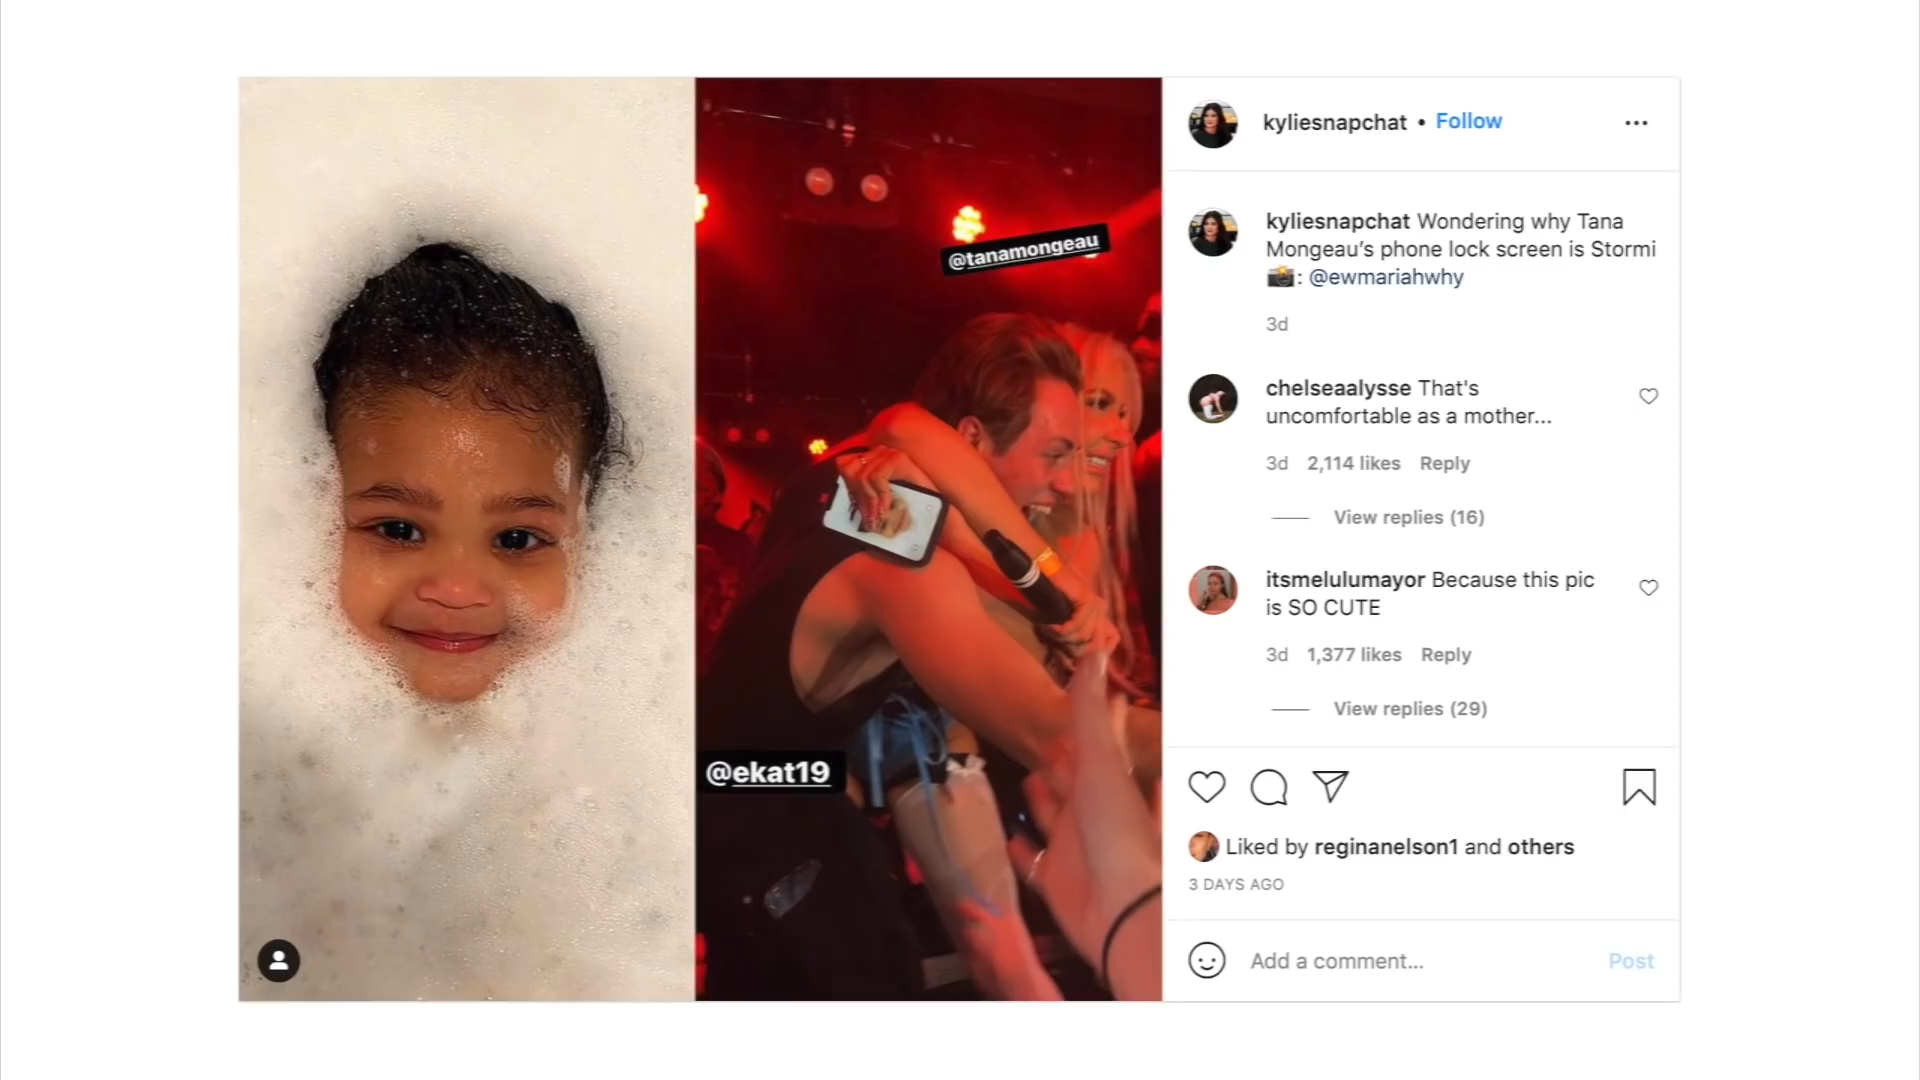 @tanamongeau
@ekat19
kyliesnapchat • Follow
kyliesnapchat Wondering why Tana
Mongeau’s phone lock screen is Stormi
📸: @ewmariahwhy
3d
chelseaalysse That's
uncomfortable as a mother...
3d 2,114 likes Reply
View replies (16)
itsmelulumayor Because this pic
is SO CUTE
3d 1,377 likes Reply
View replies (29)
Liked by reginanelson1 and others
3 DAYS AGO
Add a comment...
Post